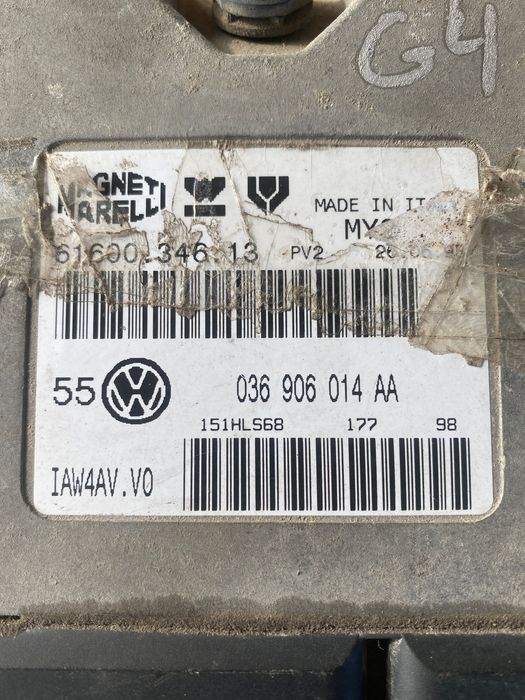 G4
MAGNETI
MARELLI
MADE IN
61600.346.13 PV2
55 VW 036 906 014 AA
151HLS68 177 98
IAW4AV.V0